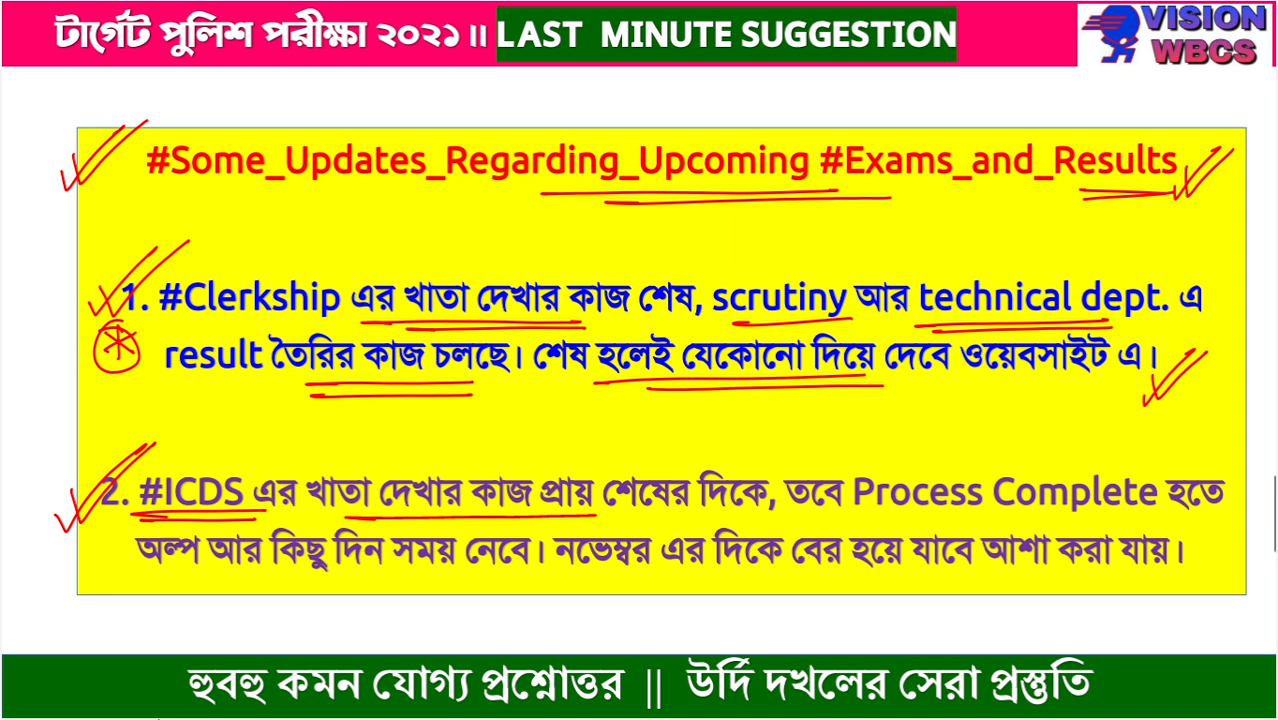 টার্গেট পুলিশ পরীক্ষা ২০২১ ॥ LAST MINUTE SUGGESTION
VISION
WBCS
#Some_Updates_Regarding_Upcoming #Exams_and_Results
1. #Clerkship এর খাতা দেখার কাজ শেষ, scrutiny আর technical dept. এ
result তৈরির কাজ চলছে। শেষ হলেই যেকোনো দিয়ে দেবে ওয়েবসাইট এ।
2. #ICDS এর খাতা দেখার কাজ প্রায় শেষের দিকে, তবে Process Complete হতে
অল্প আর কিছু দিন সময় নেবে। নভেম্বর এর দিকে বের হয়ে যাবে আশা করা যায়।
হুবহু কমন যোগ্য প্রশ্নোত্তর || উর্দি দখলের সেরা প্রস্তুতি